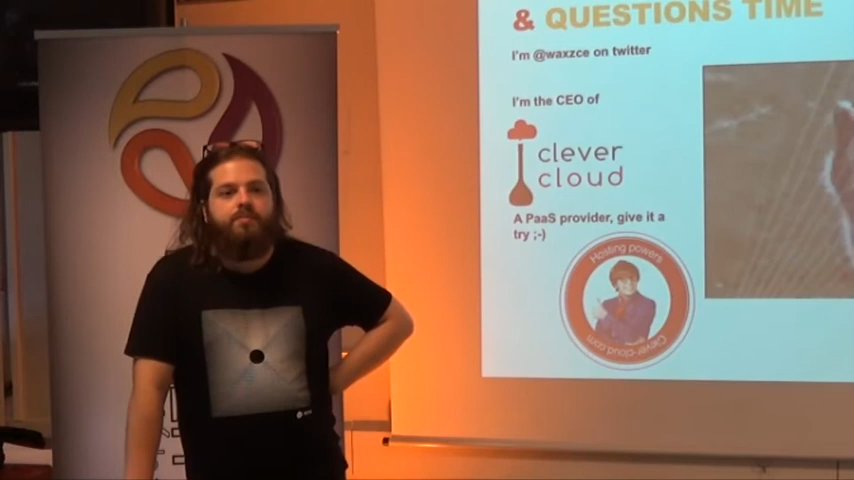 & QUESTIONS TIME
I'm @waxzce on twitter
I'm the CEO of
clever
cloud
A PaaS provider, give it a
try ;-)
Hosting powers
Clever-cloud.com